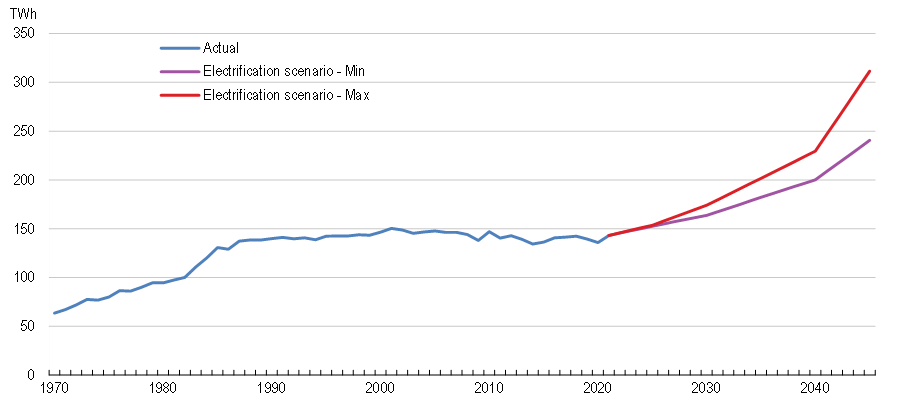 TWh
350
Actual
Electrification scenario - Min
300
Electrification scenario - Max
250
200
150
100
50
0
1970 1980 1990 2000 2010 2020 2030 2040